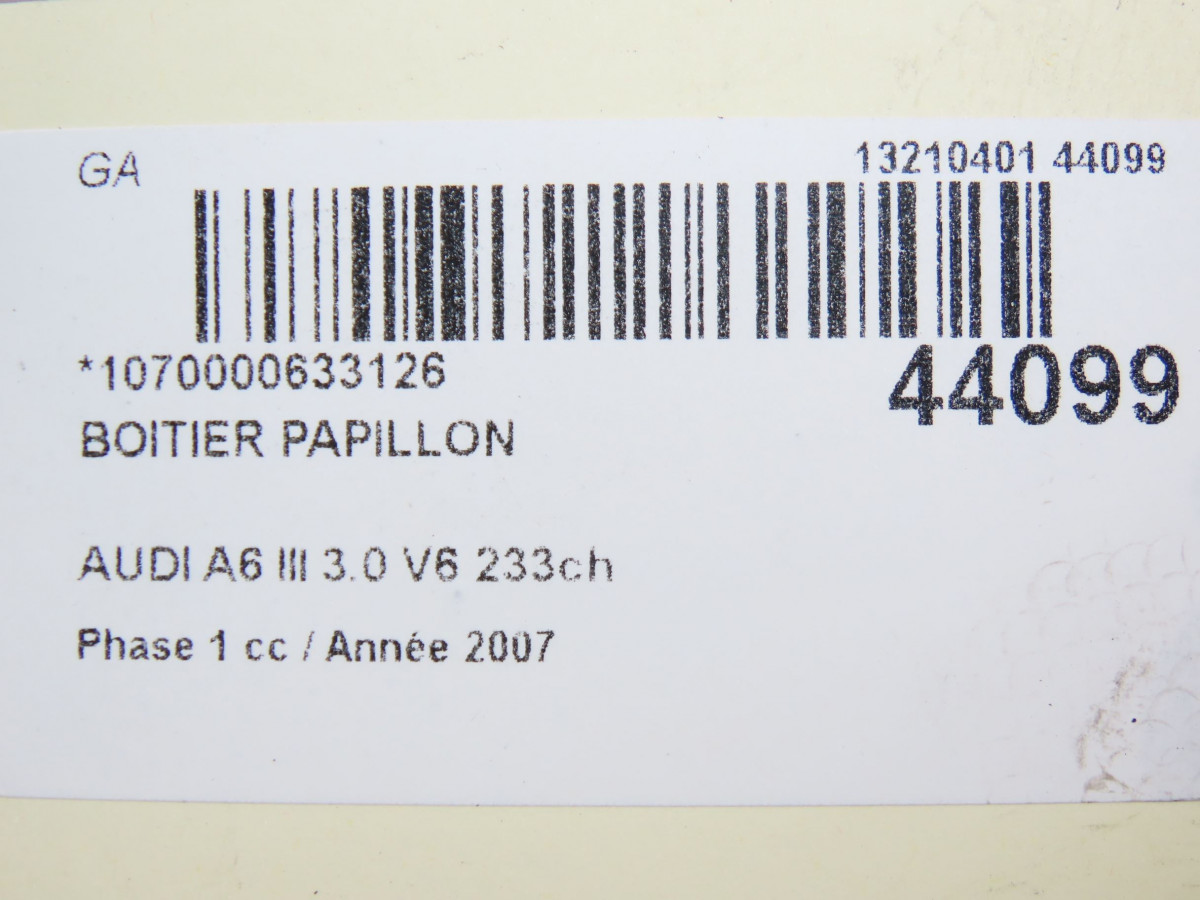 GA
13210401 44099
*1070000633126
44099
BOITIER PAPILLON
AUDI A6 III 3.0 V6 233ch
Phase 1 cc / Année 2007